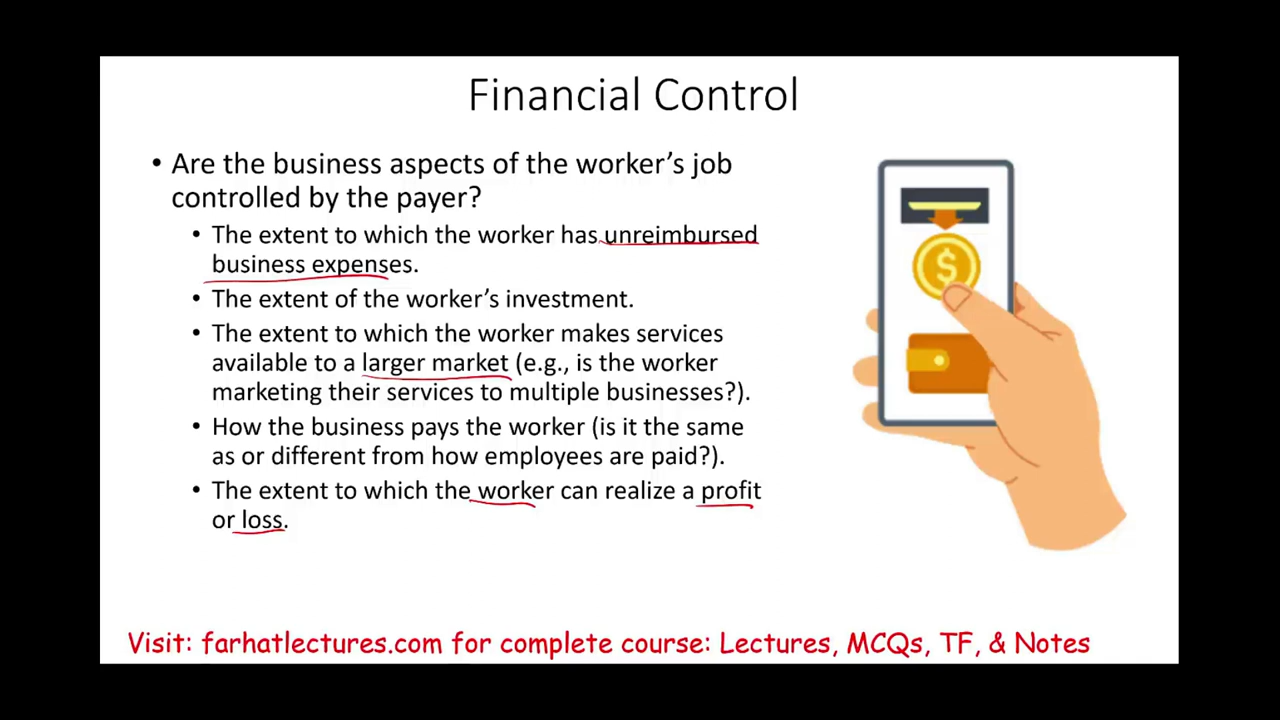 Financial Control
• Are the business aspects of the worker's job
controlled by the payer?
• The extent to which the worker has unreimbursed
business expenses.
• The extent of the worker's investment.
• The extent to which the worker makes services
available to a larger market (e.g., is the worker
marketing their services to multiple businesses?).
• How the business pays the worker (is it the same
as or different from how employees are paid?).
• The extent to which the worker can realize a profit
or loss.
$
Visit: farhatlectures.com for complete course: Lectures, MCQs, TF, & Notes